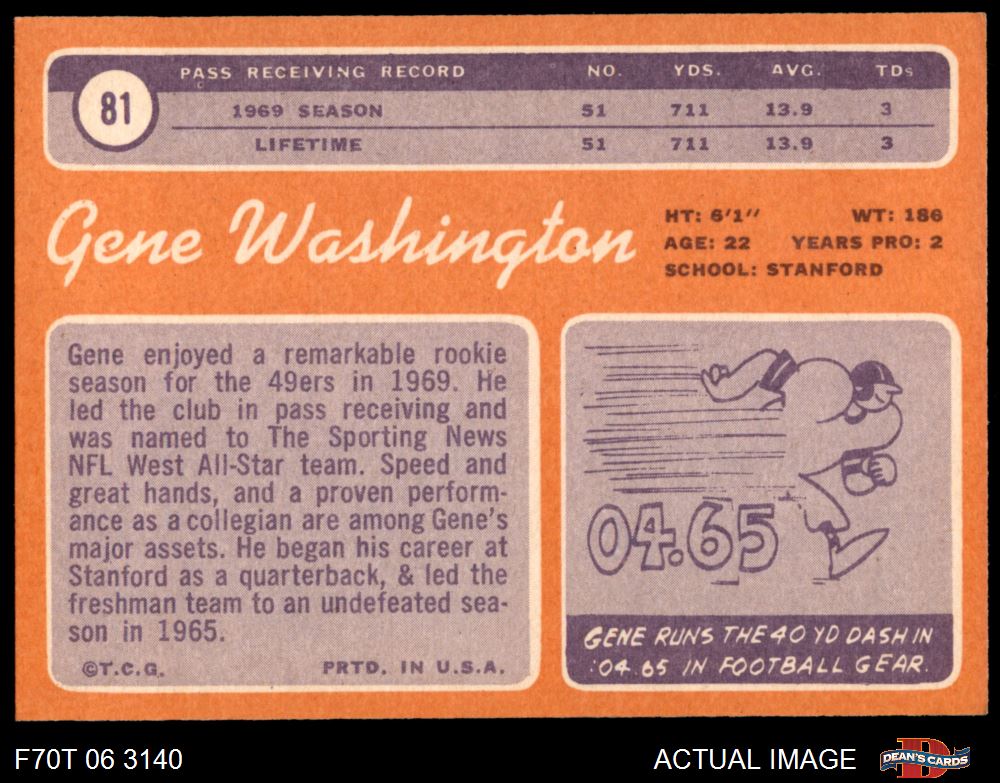 81
PASS RECEIVING RECORD NO. YDS. AVG. TDs
1969 SEASON 51 711 13.9 3
LIFETIME 51 711 13.9 3
Gene Washington
HT: 6'1" WT: 186
AGE: 22 YEARS PRO: 2
SCHOOL: STANFORD
Gene enjoyed a remarkable rookie
season for the 49ers in 1969. He
led the club in pass receiving and
was named to The Sporting News
NFL West All-Star team. Speed and
great hands, and a proven perform-
ance as a collegian are among Gene's
major assets. He began his career at
Stanford as a quarterback, & led the
freshman team to an undefeated sea-
son in 1965.
©T.C.G. PRTD. IN U.S.A.
04.65
GENE RUNS THE 40 YD DASH IN
:04.65 IN FOOTBALL GEAR.
F70T 06 3140
ACTUAL IMAGE
D
DEAN'S CARDS